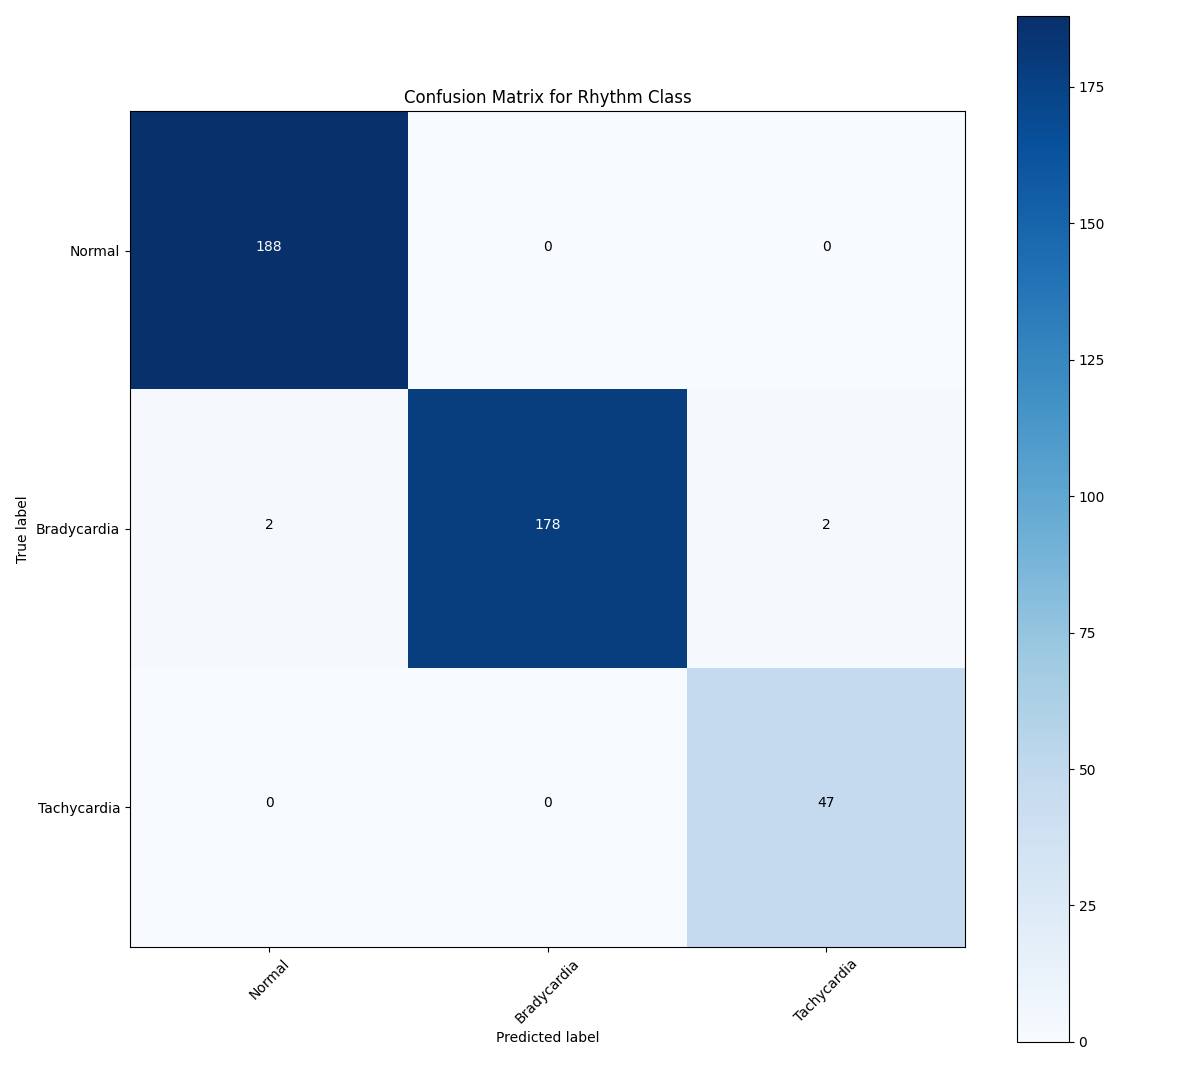 Confusion Matrix for Rhythm Class
True label
Normal 188 0 0
Bradycardia 2 178 2
Tachycardia 0 0 47
Normal Bradycardia Tachycardia
Predicted label
175
150
125
100
75
50
25
0